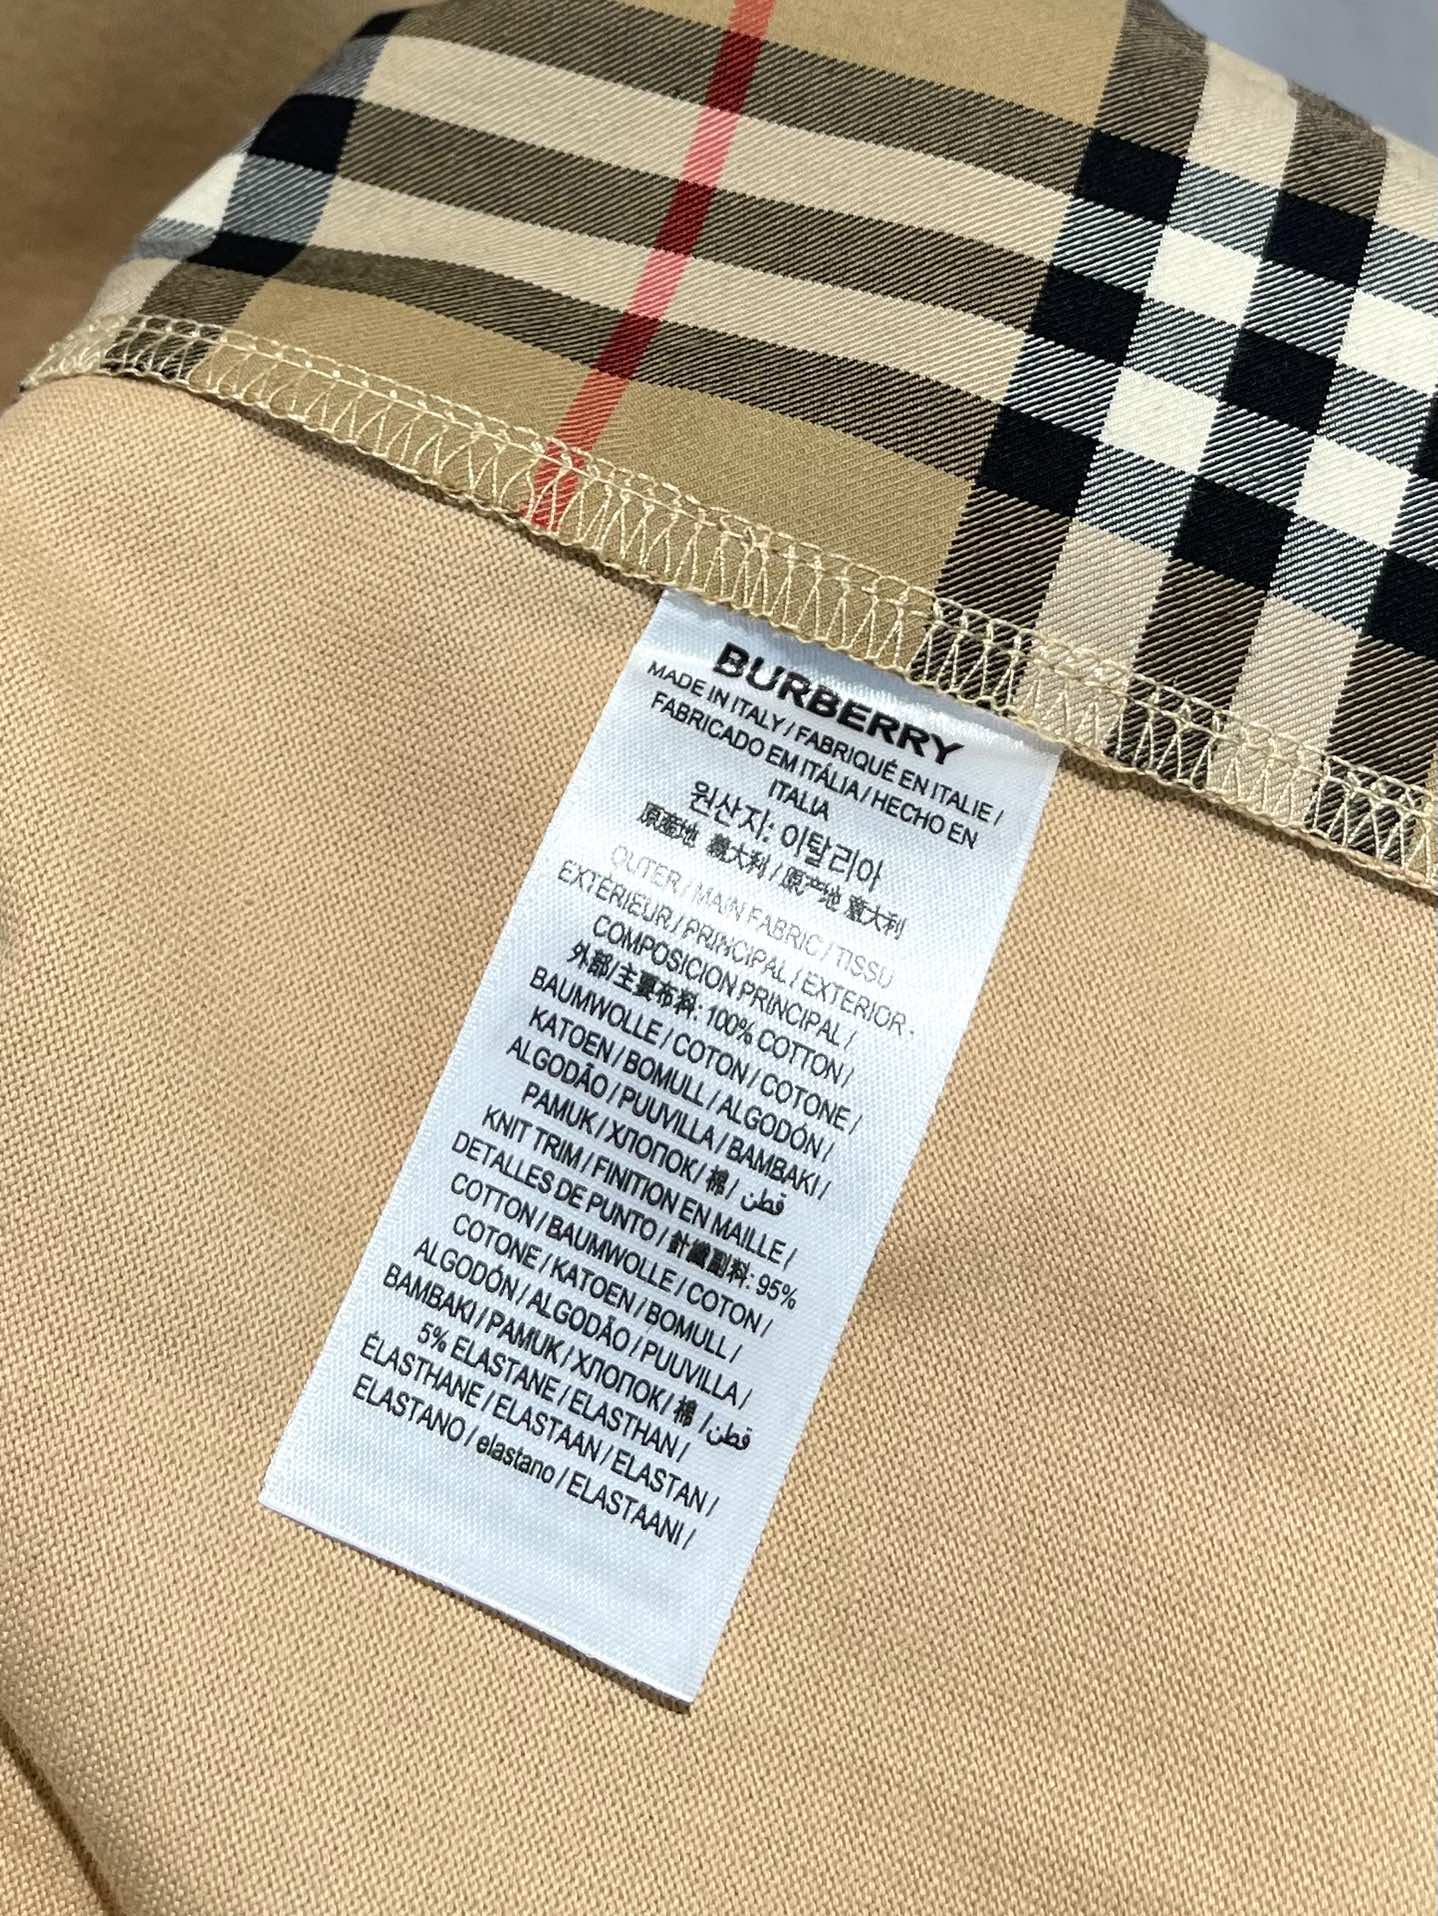 BURBERRY
MADE IN ITALY / FABRIQUÉ EN ITALIE /
FABRICADO EM ITÁLIA / HECHO EN
ITALIA
원산지: 이탈리아
原産地 義大利 / 原产地 意大利
OUTER / MAIN FABRIC / TISSU
EXTÉRIEUR / PRINCIPAL / EXTERIOR -
COMPOSICION PRINCIPAL /
外部/主要布料: 100% COTTON /
BAUMWOLLE / COTON / COTONE /
KATOEN / BOMULL / ALGODÓN /
ALGODÃO / PUUVILLA / BAMBAKI /
PAMUK / ХЛОПОК / 棉 / قطن
KNIT TRIM / FINITION EN MAILLE /
DETALLES DE PUNTO / 針織副料: 95%
COTTON / BAUMWOLLE / COTON /
COTONE / KATOEN / BOMULL /
ALGODÓN / ALGODÃO / PUUVILLA /
BAMBAKI / PAMUK / ХЛОПОК / 棉 / قطن
5% ELASTANE / ELASTHAN /
ÉLASTHANE / ELASTAAN / ELASTAN /
ELASTANO / elastano / ELASTAANI /